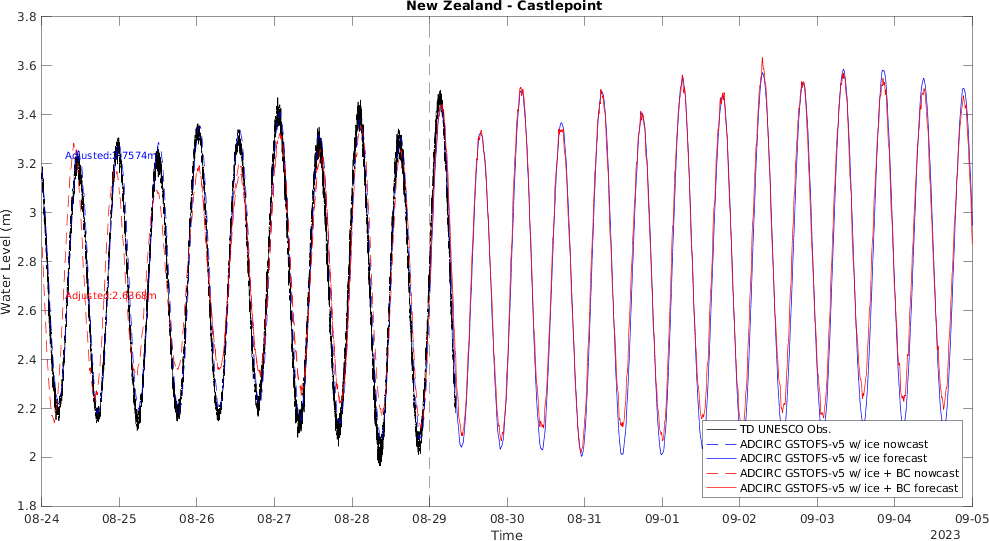 New Zealand - Castlepoint
3.8
3.6
3.4
3.2
3
2.8
2.6
2.4
2.2
2
1.8
Water Level (m)
Adjusted:2.7574m
Adjusted:2.6368m
TD UNESCO Obs.
ADCIRC GSTOFS-v5 w/ ice nowcast
ADCIRC GSTOFS-v5 w/ ice forecast
ADCIRC GSTOFS-v5 w/ ice + BC nowcast
ADCIRC GSTOFS-v5 w/ ice + BC forecast
08-24 08-25 08-26 08-27 08-28 08-29 08-30 08-31 09-01 09-02 09-03 09-04 09-05
Time
2023